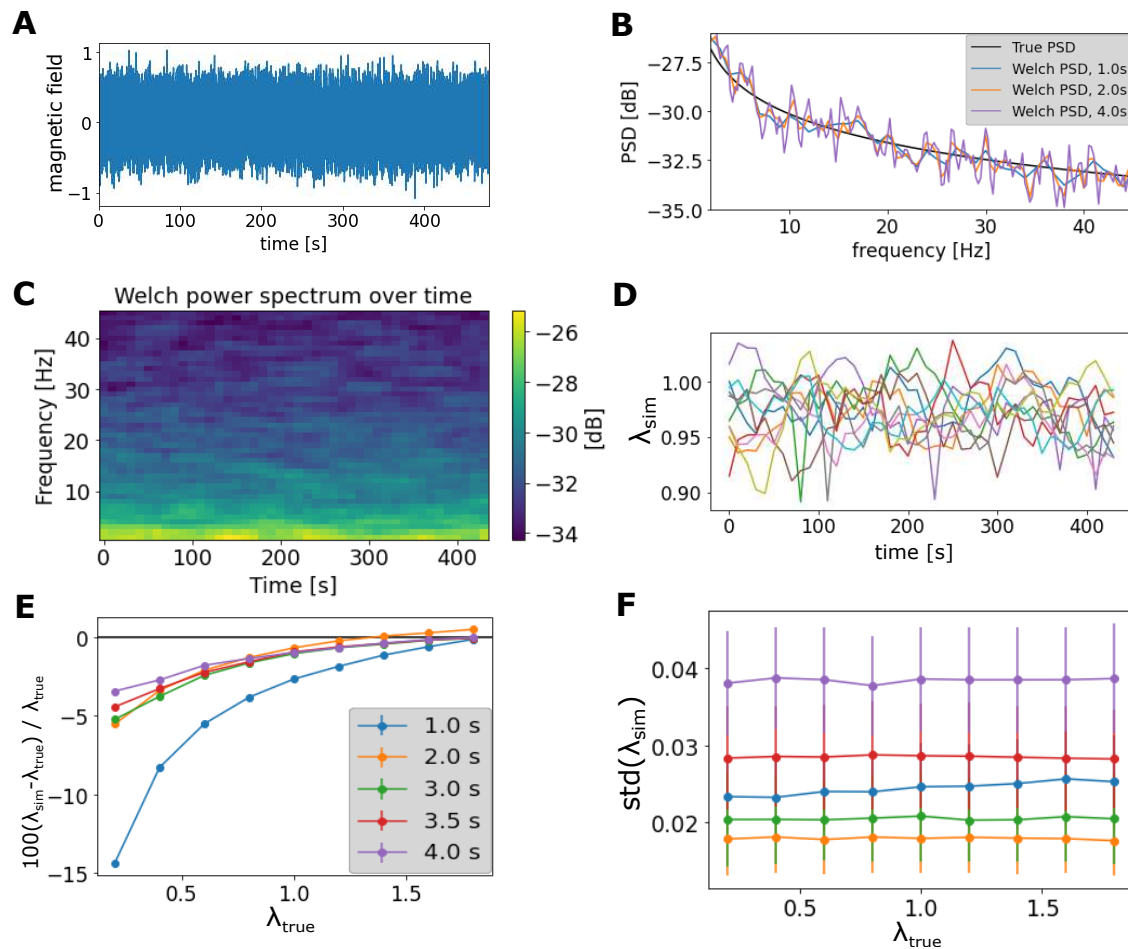 A
magnetic field
1
0
−1
0
100
200
300
400
time [s]
B
PSD [dB]
−27.5
−30.0
−32.5
−35.0
10
20
30
40
frequency [Hz]
True PSD
Welch PSD, 1.0s
Welch PSD, 2.0s
Welch PSD, 4.0s
C
Welch power spectrum over time
Frequency [Hz]
40
30
20
10
0
100
200
300
400
Time [s]
−26
−28
−30
−32
−34
[dB]
D
λsim
1.00
0.95
0.90
0
100
200
300
400
time [s]
E
100(λsim-λtrue) / λtrue
0
−5
−10
−15
0.5
1.0
1.5
λtrue
1.0 s
2.0 s
3.0 s
3.5 s
4.0 s
F
std(λsim)
0.04
0.03
0.02
0.5
1.0
1.5
λtrue